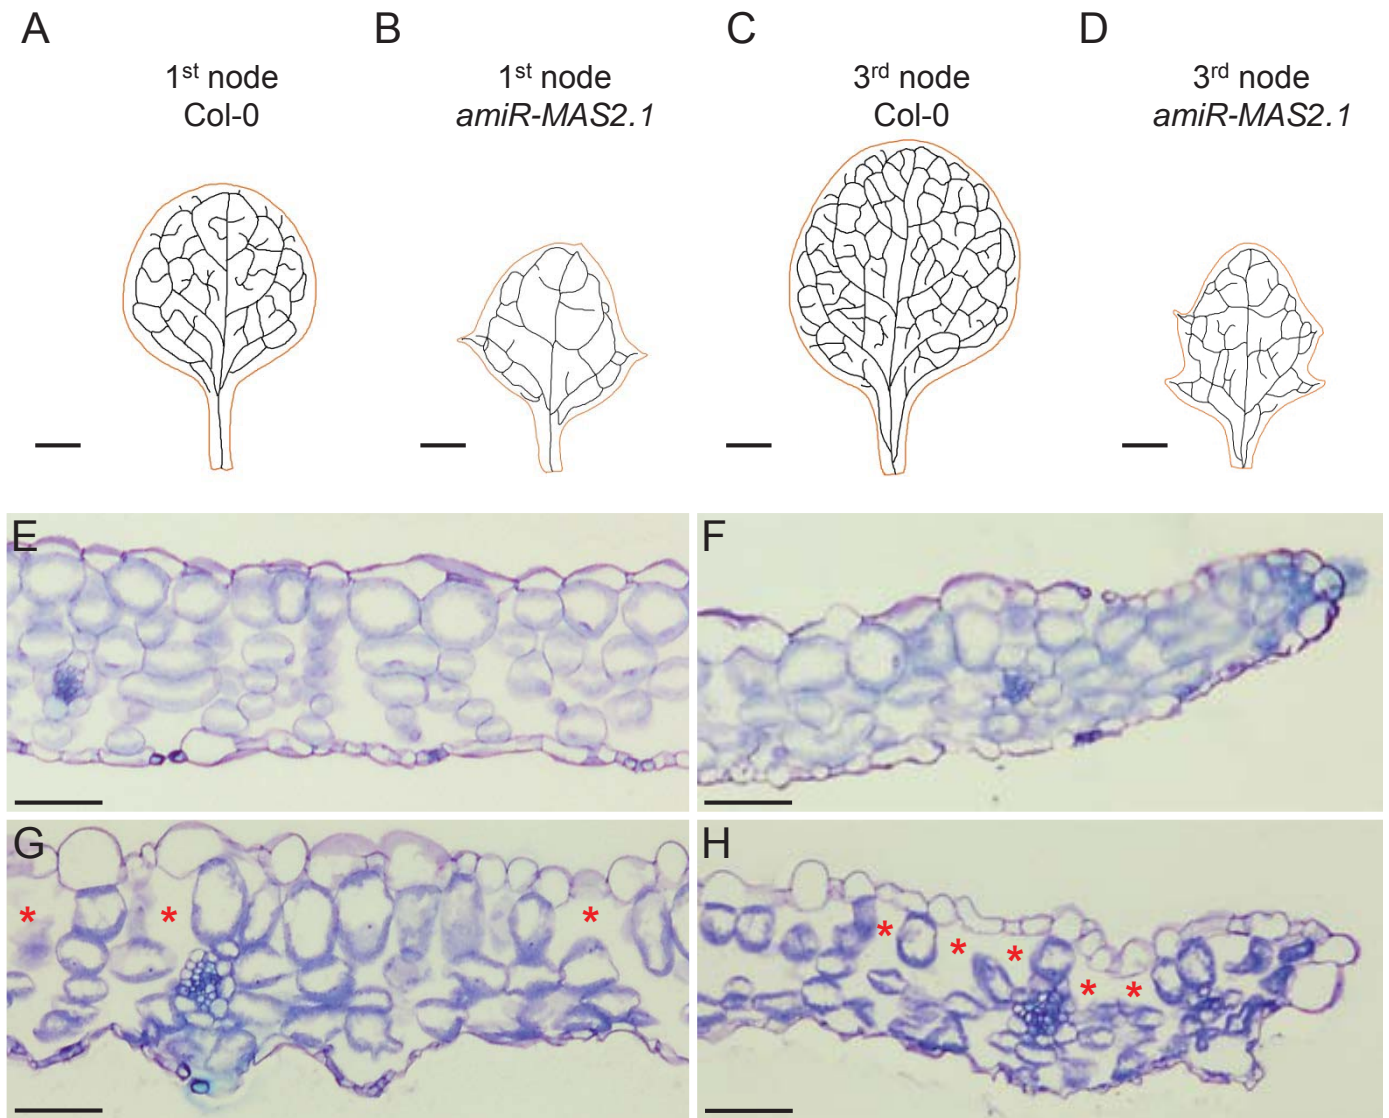 A
B
C
D
1st node
Col-0
1st node
amiR-MAS2.1
3rd node
Col-0
3rd node
amiR-MAS2.1
E
F
G
* * *
H
* * * * *